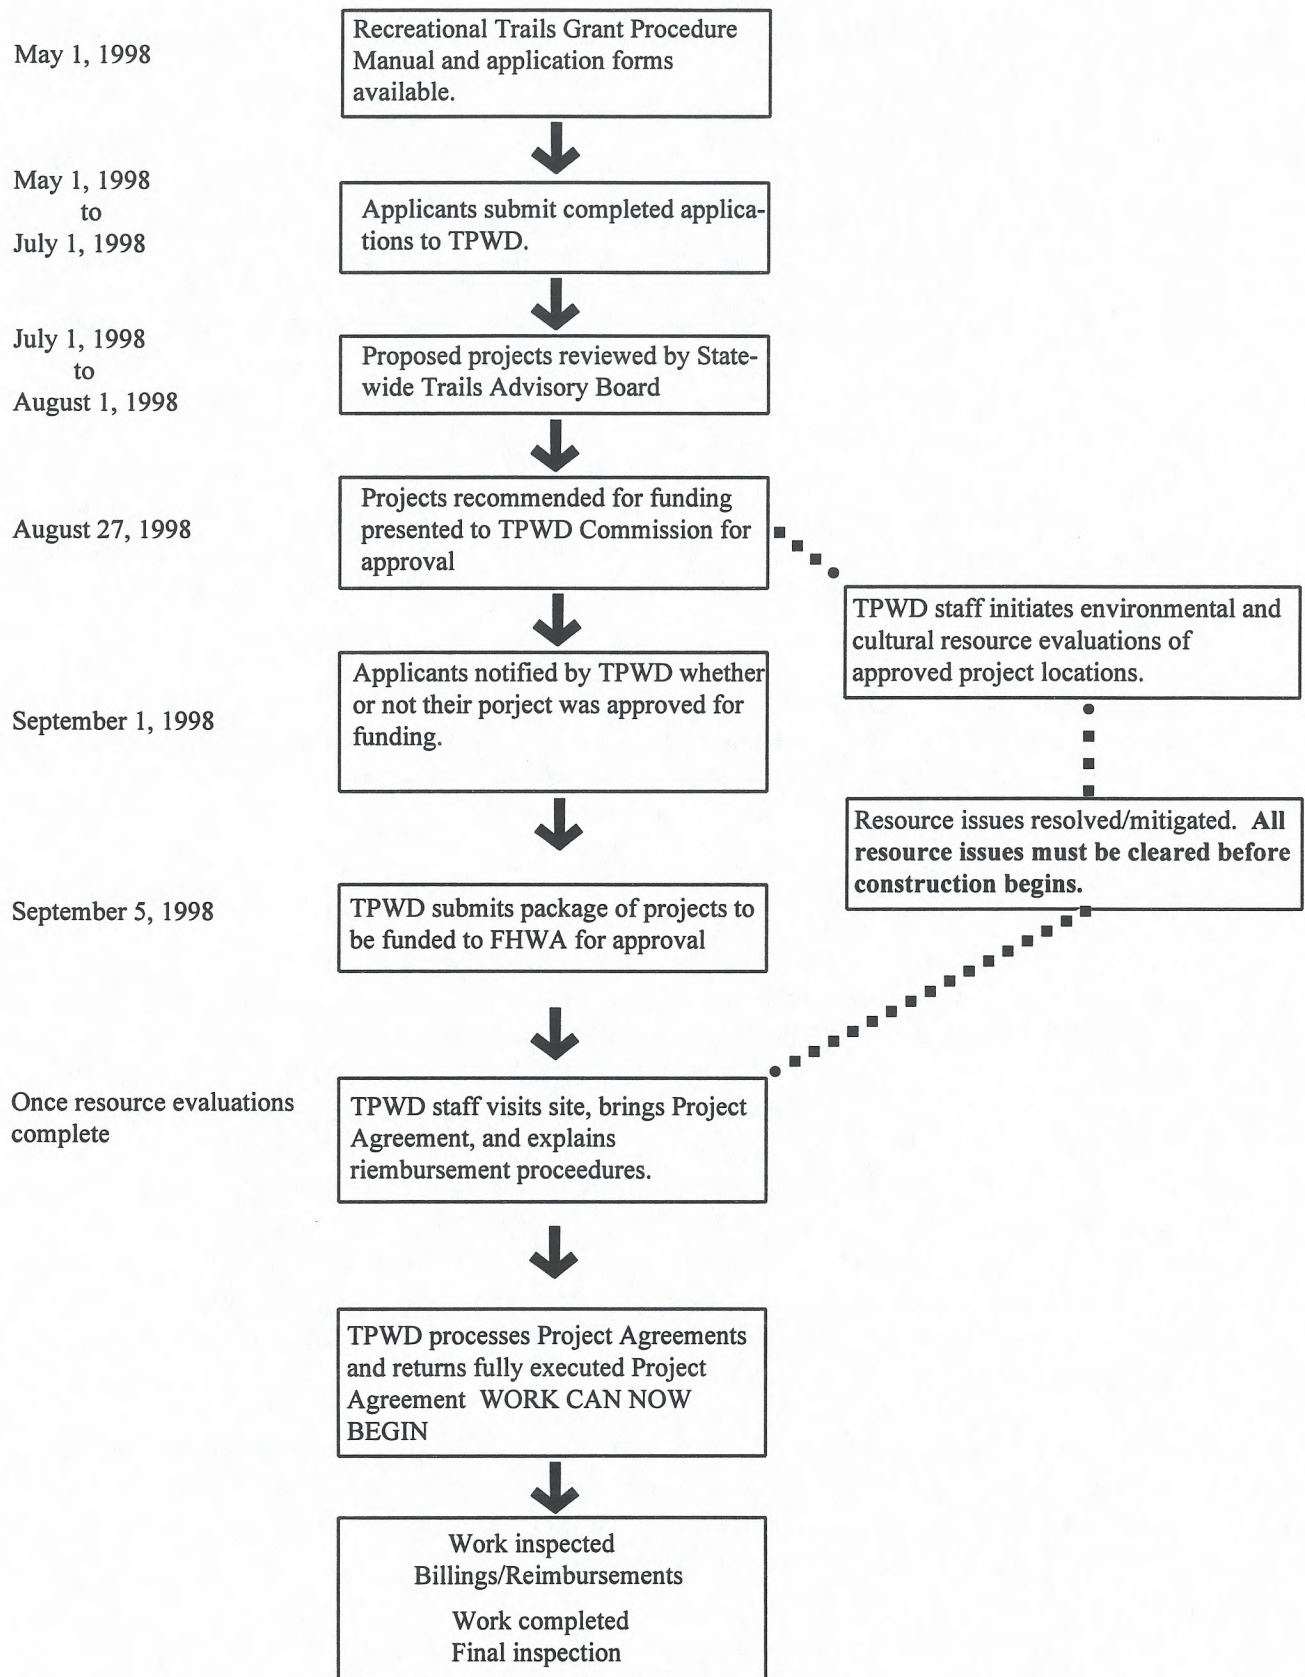 May 1, 1998
Recreational Trails Grant Procedure
Manual and application forms
available.
May 1, 1998
to
July 1, 1998
Applicants submit completed applica-
tions to TPWD.
July 1, 1998
to
August 1, 1998
Proposed projects reviewed by State-
wide Trails Advisory Board
August 27, 1998
Projects recommended for funding
presented to TPWD Commission for
approval
TPWD staff initiates environmental and
cultural resource evaluations of
approved project locations.
September 1, 1998
Applicants notified by TPWD whether
or not their porject was approved for
funding.
Resource issues resolved/mitigated. All
resource issues must be cleared before
construction begins.
September 5, 1998
TPWD submits package of projects to
be funded to FHWA for approval
Once resource evaluations
complete
TPWD staff visits site, brings Project
Agreement, and explains
riembursement proceedures.
TPWD processes Project Agreements
and returns fully executed Project
Agreement WORK CAN NOW
BEGIN
Work inspected
Billings/Reimbursements
Work completed
Final inspection